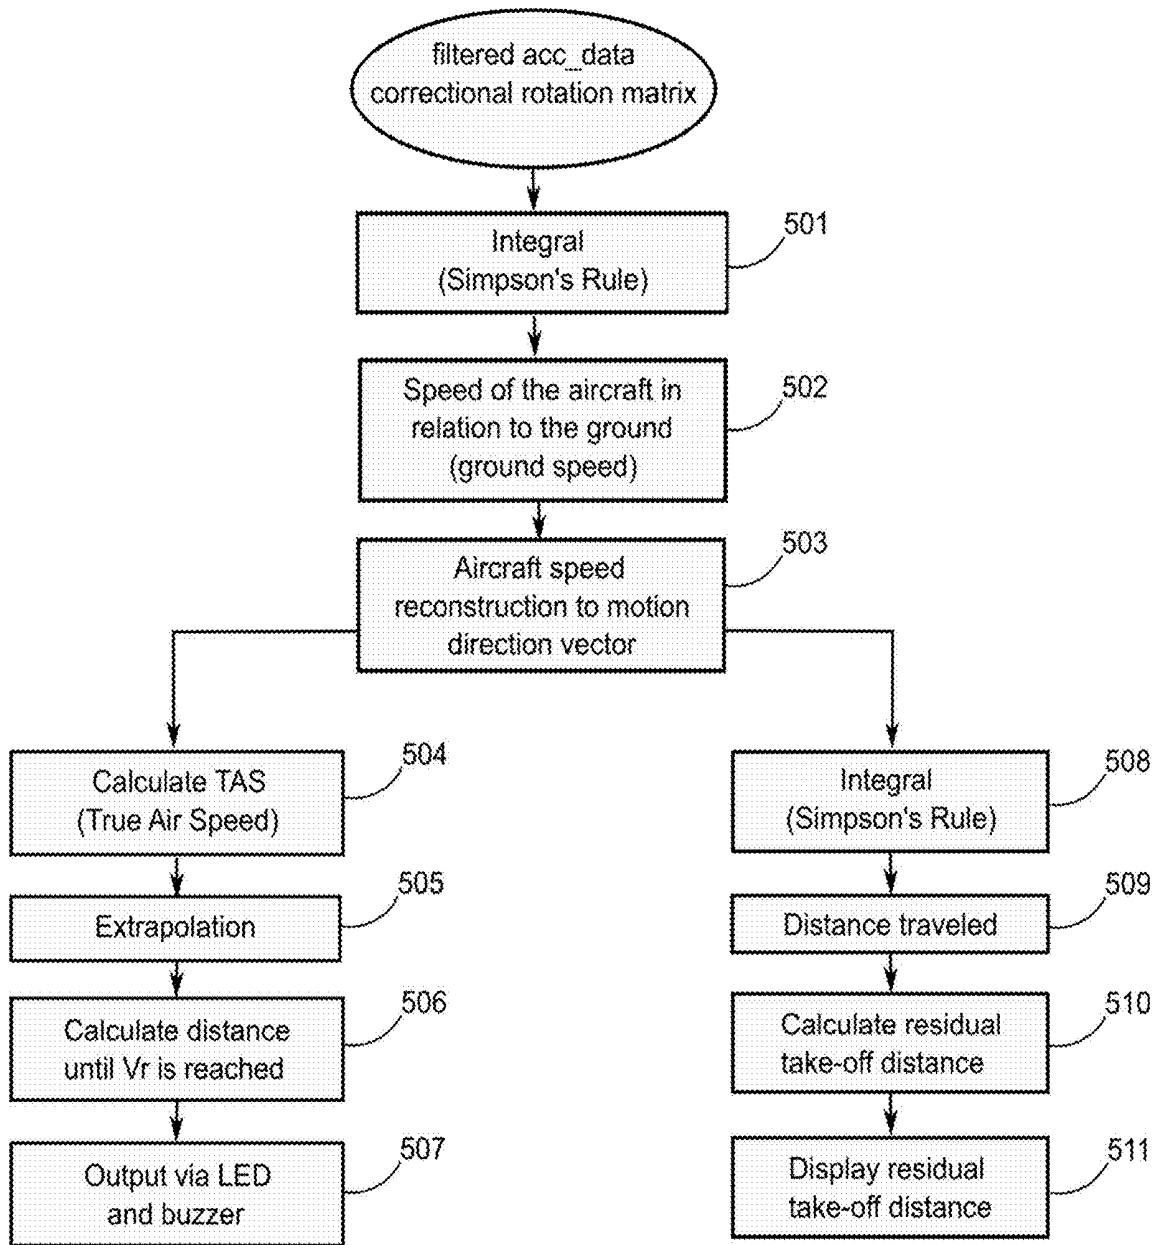 filtered acc_data
correctional rotation matrix
501
Integral
(Simpson's Rule)
502
Speed of the aircraft in
relation to the ground
(ground speed)
503
Aircraft speed
reconstruction to motion
direction vector
504
Calculate TAS
(True Air Speed)
505
Extrapolation
506
Calculate distance
until Vr is reached
507
Output via LED
and buzzer
508
Integral
(Simpson's Rule)
509
Distance traveled
510
Calculate residual
take-off distance
511
Display residual
take-off distance